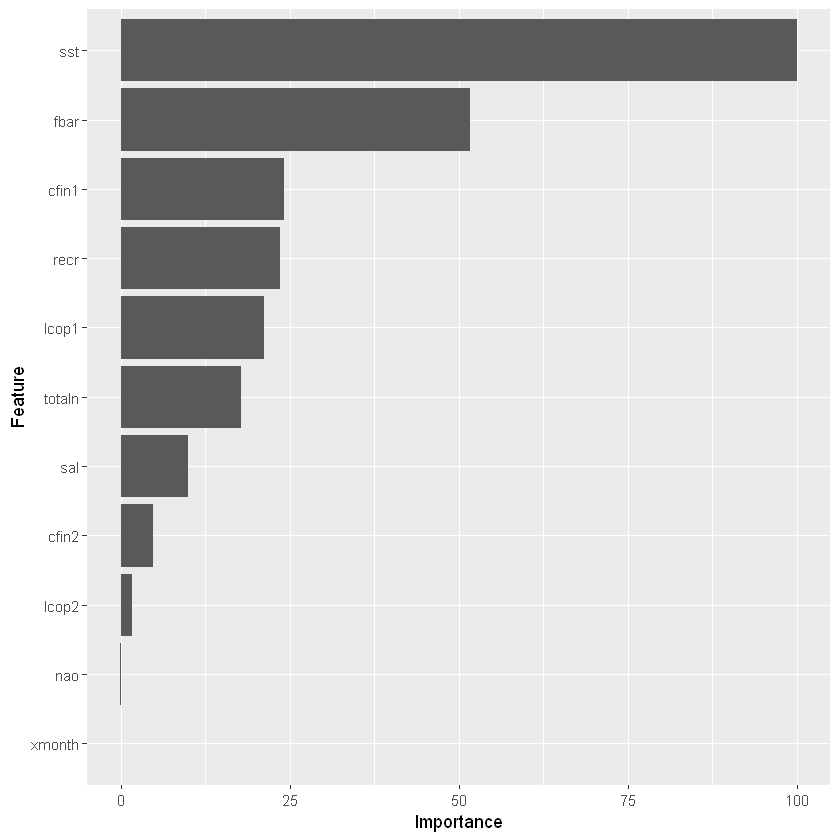 sst
fbar
cfin1
recr
lcop1
totaln
sal
cfin2
lcop2
nao
xmonth
Feature
0 25 50 75 100
Importance